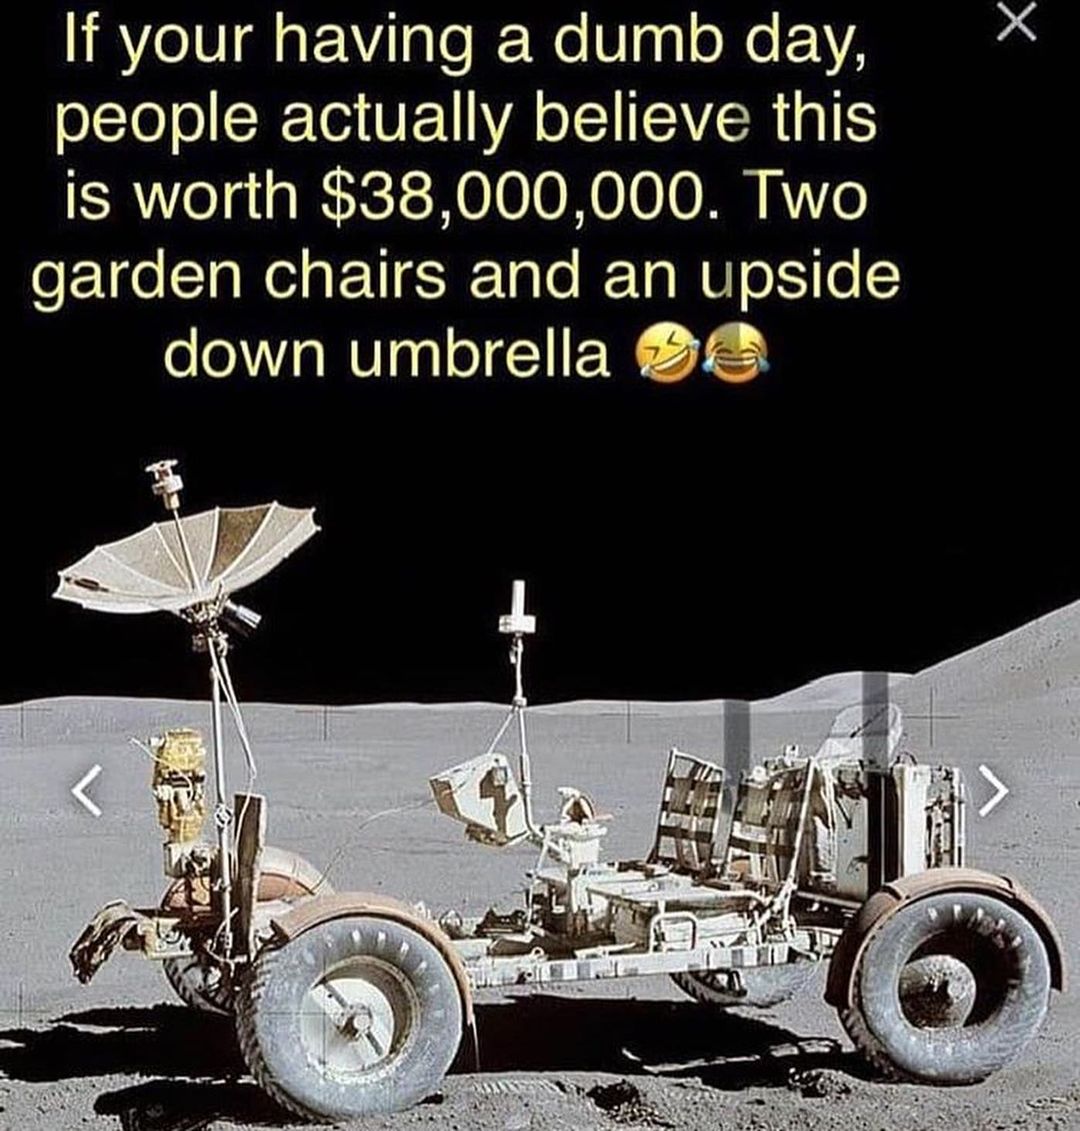 If your having a dumb day,
people actually believe this
is worth $38,000,000. Two
garden chairs and an upside
down umbrella 🤣😂